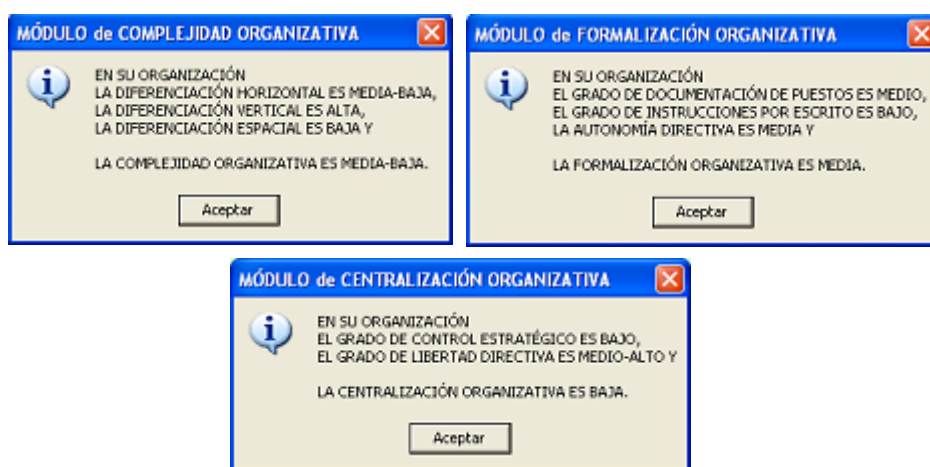 MÓDULO de COMPLEJIDAD ORGANIZATIVA
EN SU ORGANIZACIÓN
LA DIFERENCIACIÓN HORIZONTAL ES MEDIA-BAJA,
LA DIFERENCIACIÓN VERTICAL ES ALTA,
LA DIFERENCIACIÓN ESPACIAL ES BAJA Y
LA COMPLEJIDAD ORGANIZATIVA ES MEDIA-BAJA.
Aceptar
MÓDULO de FORMALIZACIÓN ORGANIZATIVA
EN SU ORGANIZACIÓN
EL GRADO DE DOCUMENTACIÓN DE PUESTOS ES MEDIO,
EL GRADO DE INSTRUCCIONES POR ESCRITO ES BAJO,
LA AUTONOMÍA DIRECTIVA ES MEDIA Y
LA FORMALIZACIÓN ORGANIZATIVA ES MEDIA.
Aceptar
MÓDULO de CENTRALIZACIÓN ORGANIZATIVA
EN SU ORGANIZACIÓN
EL GRADO DE CONTROL ESTRATÉGICO ES BAJO,
EL GRADO DE LIBERTAD DIRECTIVA ES MEDIO-ALTO Y
LA CENTRALIZACIÓN ORGANIZATIVA ES BAJA.
Aceptar